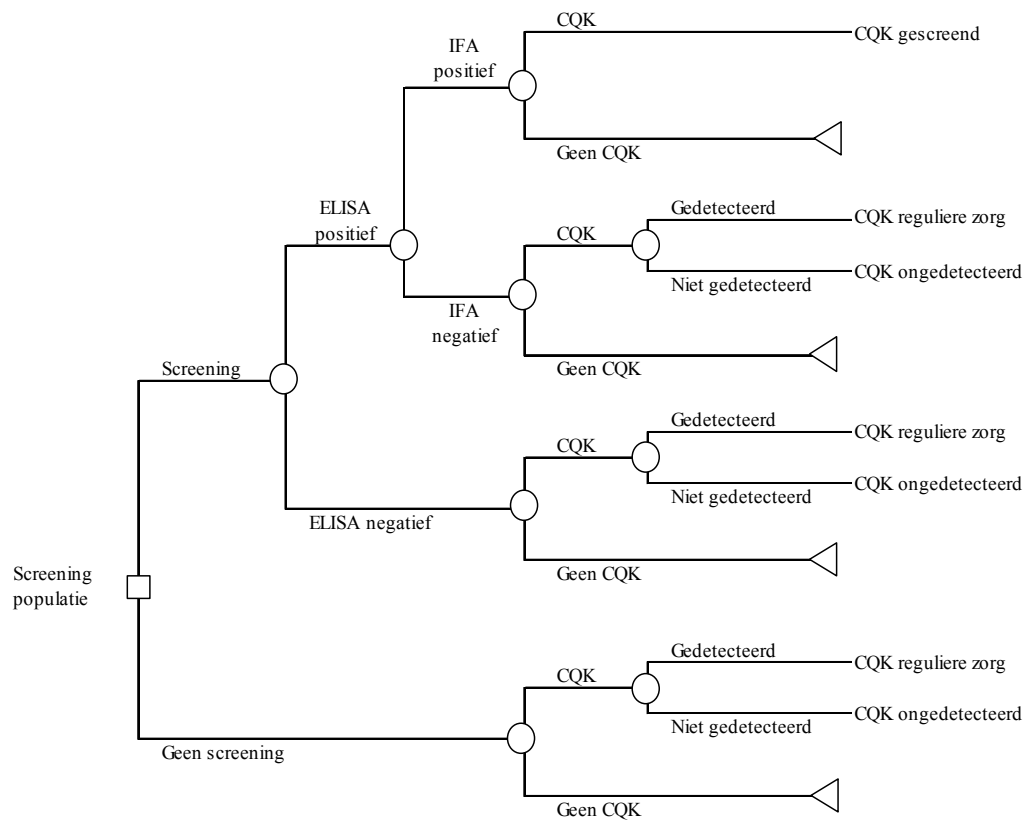 CQK
CQK gescreend
IFA
positief
Geen CQK
ELISA
positief
Gedetecteerd
CQK reguliere zorg
CQK
CQK ongedetecteerd
Niet gedetecteerd
IFA
negatief
Geen CQK
Screening
Gedetecteerd
CQK reguliere zorg
CQK
CQK ongedetecteerd
Niet gedetecteerd
ELISA negatief
Geen CQK
Screening
populatie
Gedetecteerd
CQK reguliere zorg
CQK
CQK ongedetecteerd
Niet gedetecteerd
Geen screening
Geen CQK